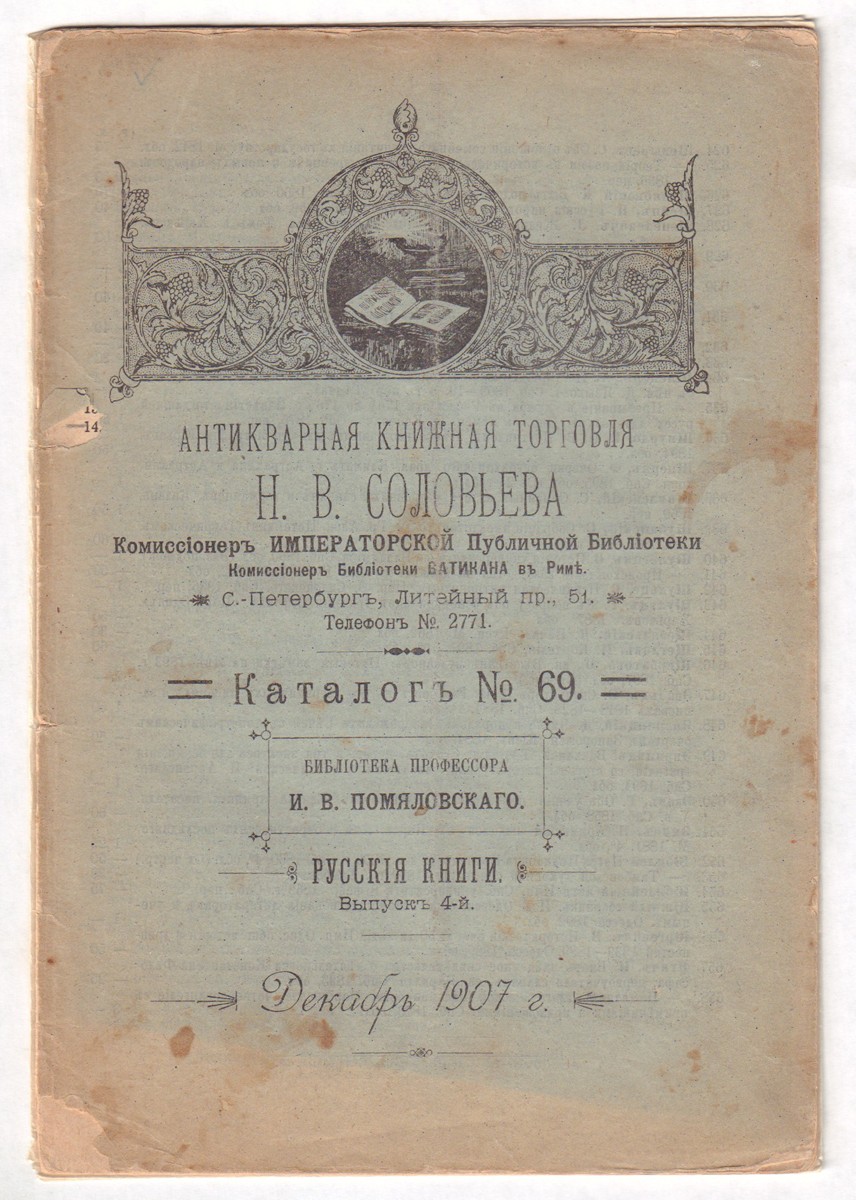 14.
АНТИКВАРНАЯ КНИЖНАЯ ТОРГОВЛЯ
Н. В. СОЛОВЬЕВА
Комиссіонеръ ИМПЕРАТОРСКОЙ Публичной Библіотеки
Комиссіонеръ Библіотеки ВАТИКАНА въ Римѣ.
С.-Петербургъ, Литейный пр., 51.
Телефонъ №. 2771.
Каталогъ №. 69.
БИБЛІОТЕКА ПРОФЕССОРА
И. В. ПОМЯЛОВСКАГО.
РУССКІЯ КНИГИ.
Выпускъ 4-й.
Декабрь 1907 г.